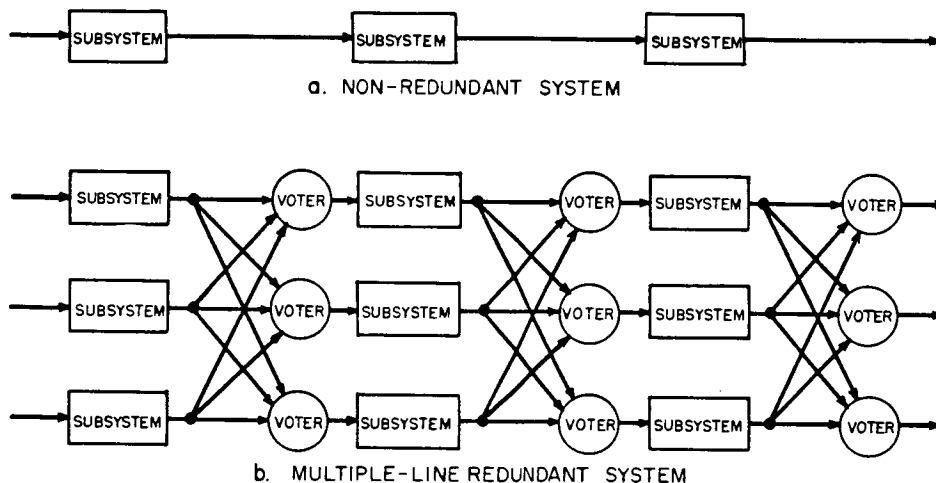 SUBSYSTEM SUBSYSTEM SUBSYSTEM
a. NON-REDUNDANT SYSTEM
SUBSYSTEM VOTER SUBSYSTEM VOTER SUBSYSTEM VOTER
SUBSYSTEM VOTER SUBSYSTEM VOTER SUBSYSTEM VOTER
SUBSYSTEM VOTER SUBSYSTEM VOTER SUBSYSTEM VOTER
b. MULTIPLE-LINE REDUNDANT SYSTEM